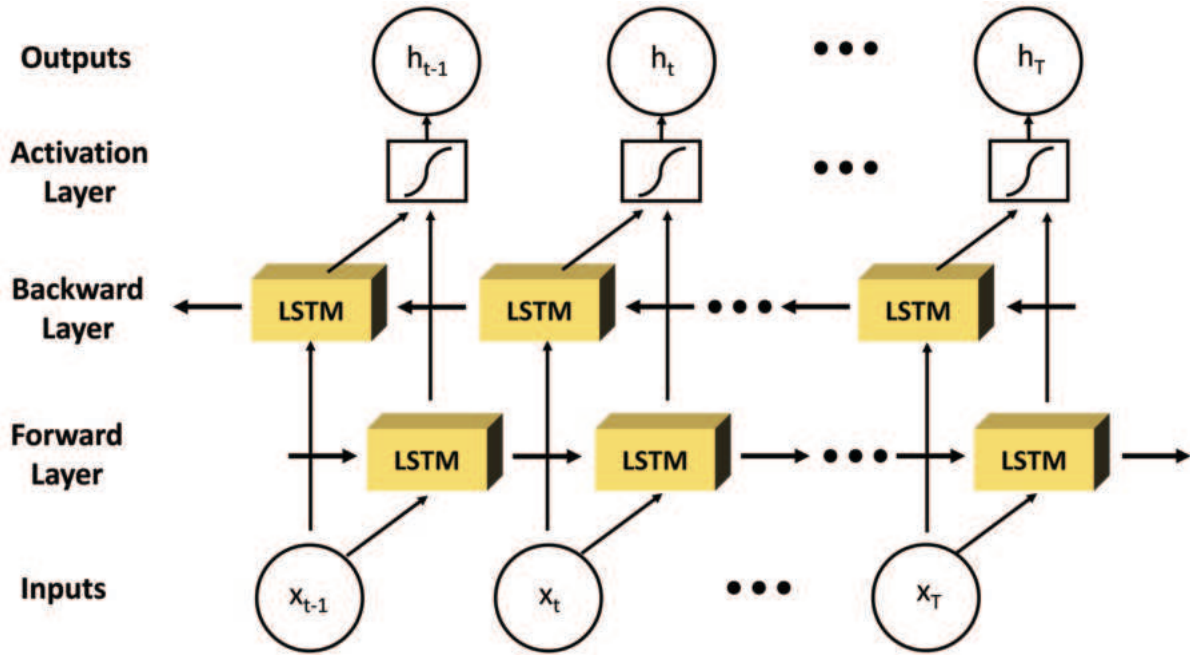 Outputs
h_{t-1}
h_t
h_T
Activation
Layer
Backward
Layer
LSTM
LSTM
LSTM
Forward
Layer
LSTM
LSTM
LSTM
Inputs
x_{t-1}
x_t
x_T